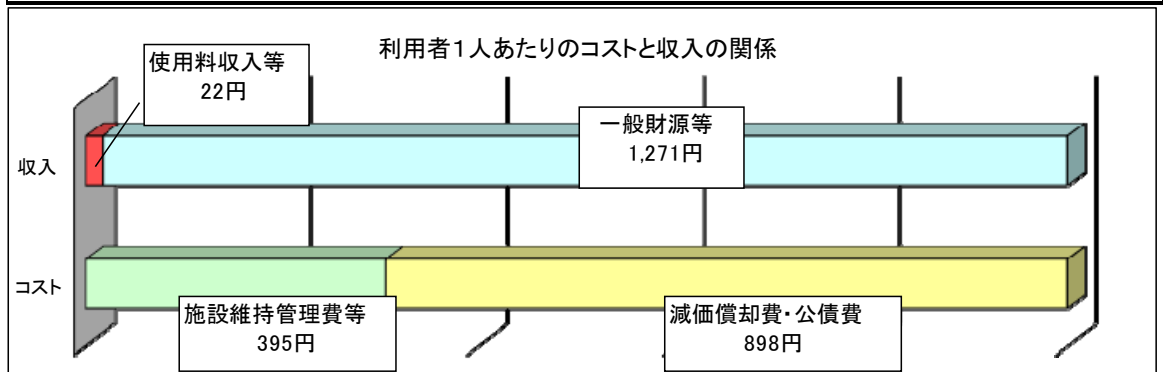 利用者1人あたりのコストと収入の関係
使用料収入等
22円
一般財源等
1,271円
収入
コスト
施設維持管理費等
395円
減価償却費・公債費
898円